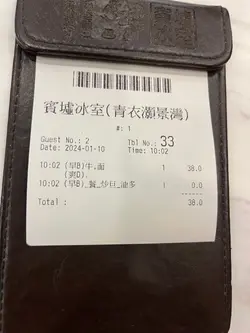 賓墟冰室(青衣灝景灣)
#: 1
Guest No.: 2 Tbl No.: 33
Date: 2024-01-10 Time: 10:02
10:02 (早B)牛.面 1 38.0
(爽D).
10:02 (早B)_餐_炒旦_油多 1 0.0
Total : 38.0